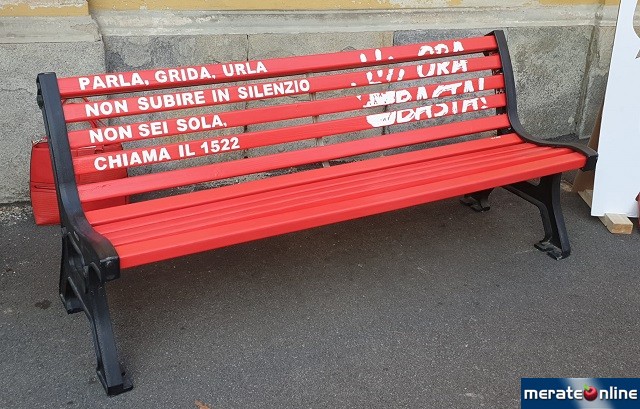 PARLA, GRIDA, URLA
NON SUBIRE IN SILENZIO
NON SEI SOLA,
CHIAMA IL 1522
ORA
BASTA!
merateonline